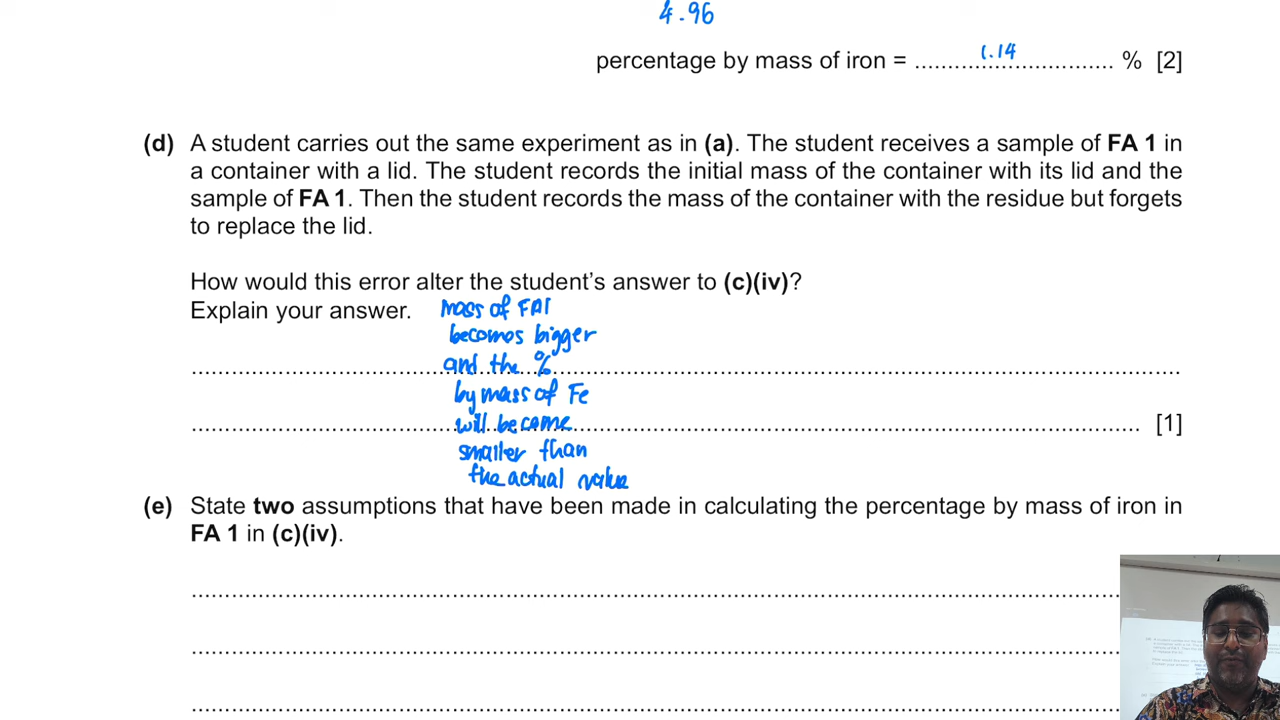 4.96
percentage by mass of iron = ........1.14........ % [2]
(d) A student carries out the same experiment as in (a). The student receives a sample of FA 1 in
a container with a lid. The student records the initial mass of the container with its lid and the
sample of FA 1. Then the student records the mass of the container with the residue but forgets
to replace the lid.
How would this error alter the student's answer to (c)(iv)?
Explain your answer.
mass of FA1
becomes bigger
and the %
by mass of Fe
will become
smaller than
[1]
the actual value
(e) State two assumptions that have been made in calculating the percentage by mass of iron in
FA 1 in (c)(iv).